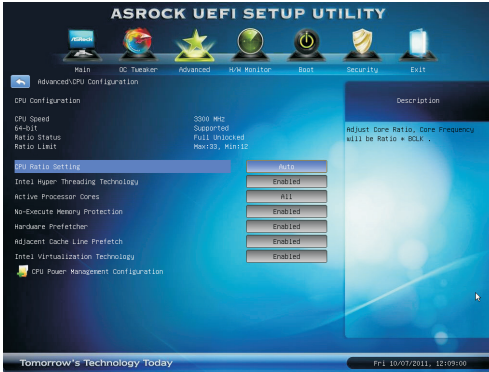 ASROCK UEFI SETUP UTILITY
ASRock
Main
OC Tweaker
Advanced
H/W Monitor
Boot
Security
Exit
Advanced\CPU Configuration
CPU Configuration
CPU Speed 3300 MHz
64-bit Supported
Ratio Status Full Unlocked
Ratio Limit Max:33, Min:12
CPU Ratio Setting Auto
Intel Hyper Threading Technology Enabled
Active Processor Cores All
No-Execute Memory Protection Enabled
Hardware Prefetcher Enabled
Adjacent Cache Line Prefetch Enabled
Intel Virtualization Technology Enabled
CPU Power Management Configuration
Description
Adjust Core Ratio, Core Frequency
will be Ratio * BCLK .
Tomorrow's Technology Today
Fri 10/07/2011, 12:09:00